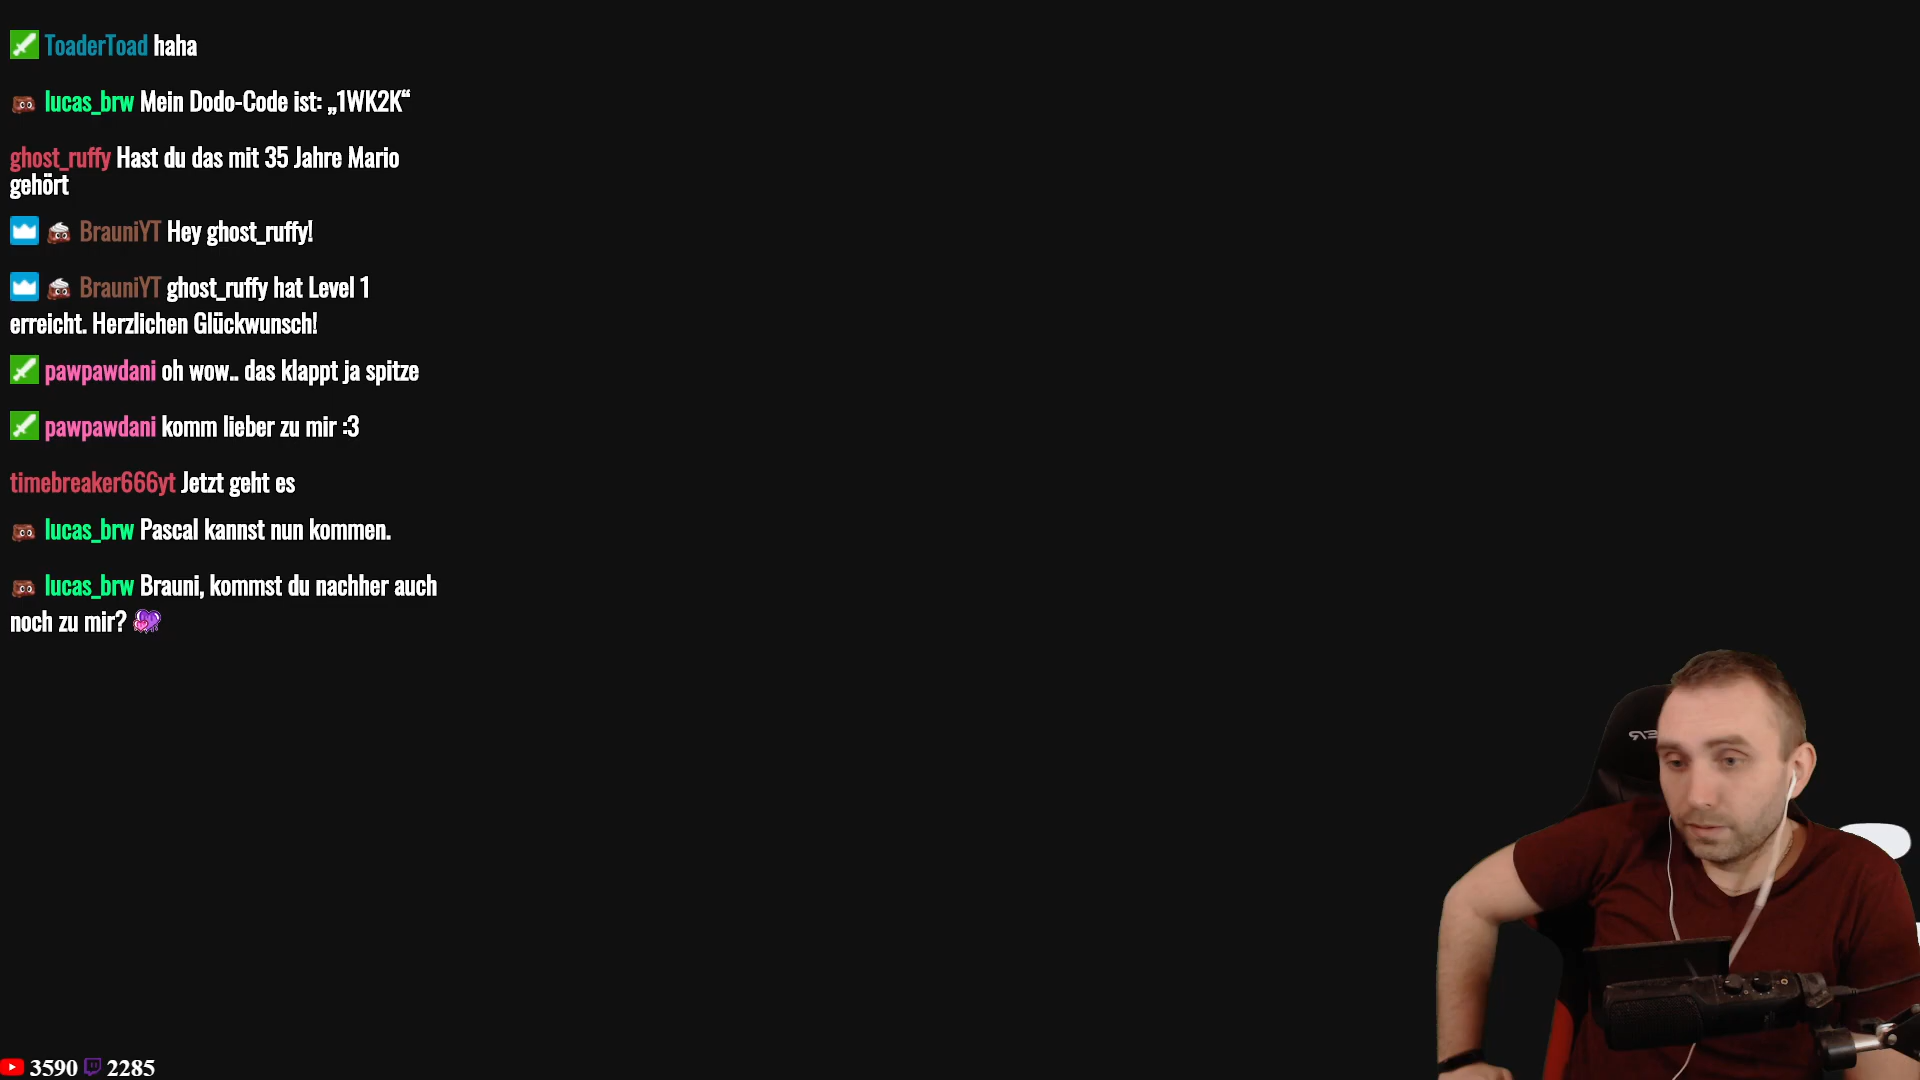 ToaderToad haha
lucas_brw Mein Dodo-Code ist: „1WK2K“
ghost_ruffy Hast du das mit 35 Jahre Mario
gehört
BrauniYT Hey ghost_ruffy!
BrauniYT ghost_ruffy hat Level 1
erreicht. Herzlichen Glückwunsch!
pawpawdani oh wow.. das klappt ja spitze
pawpawdani komm lieber zu mir :3
timebreaker666yt Jetzt geht es
lucas_brw Pascal kannst nun kommen.
lucas_brw Brauni, kommst du nachher auch
noch zu mir?
3590 2285